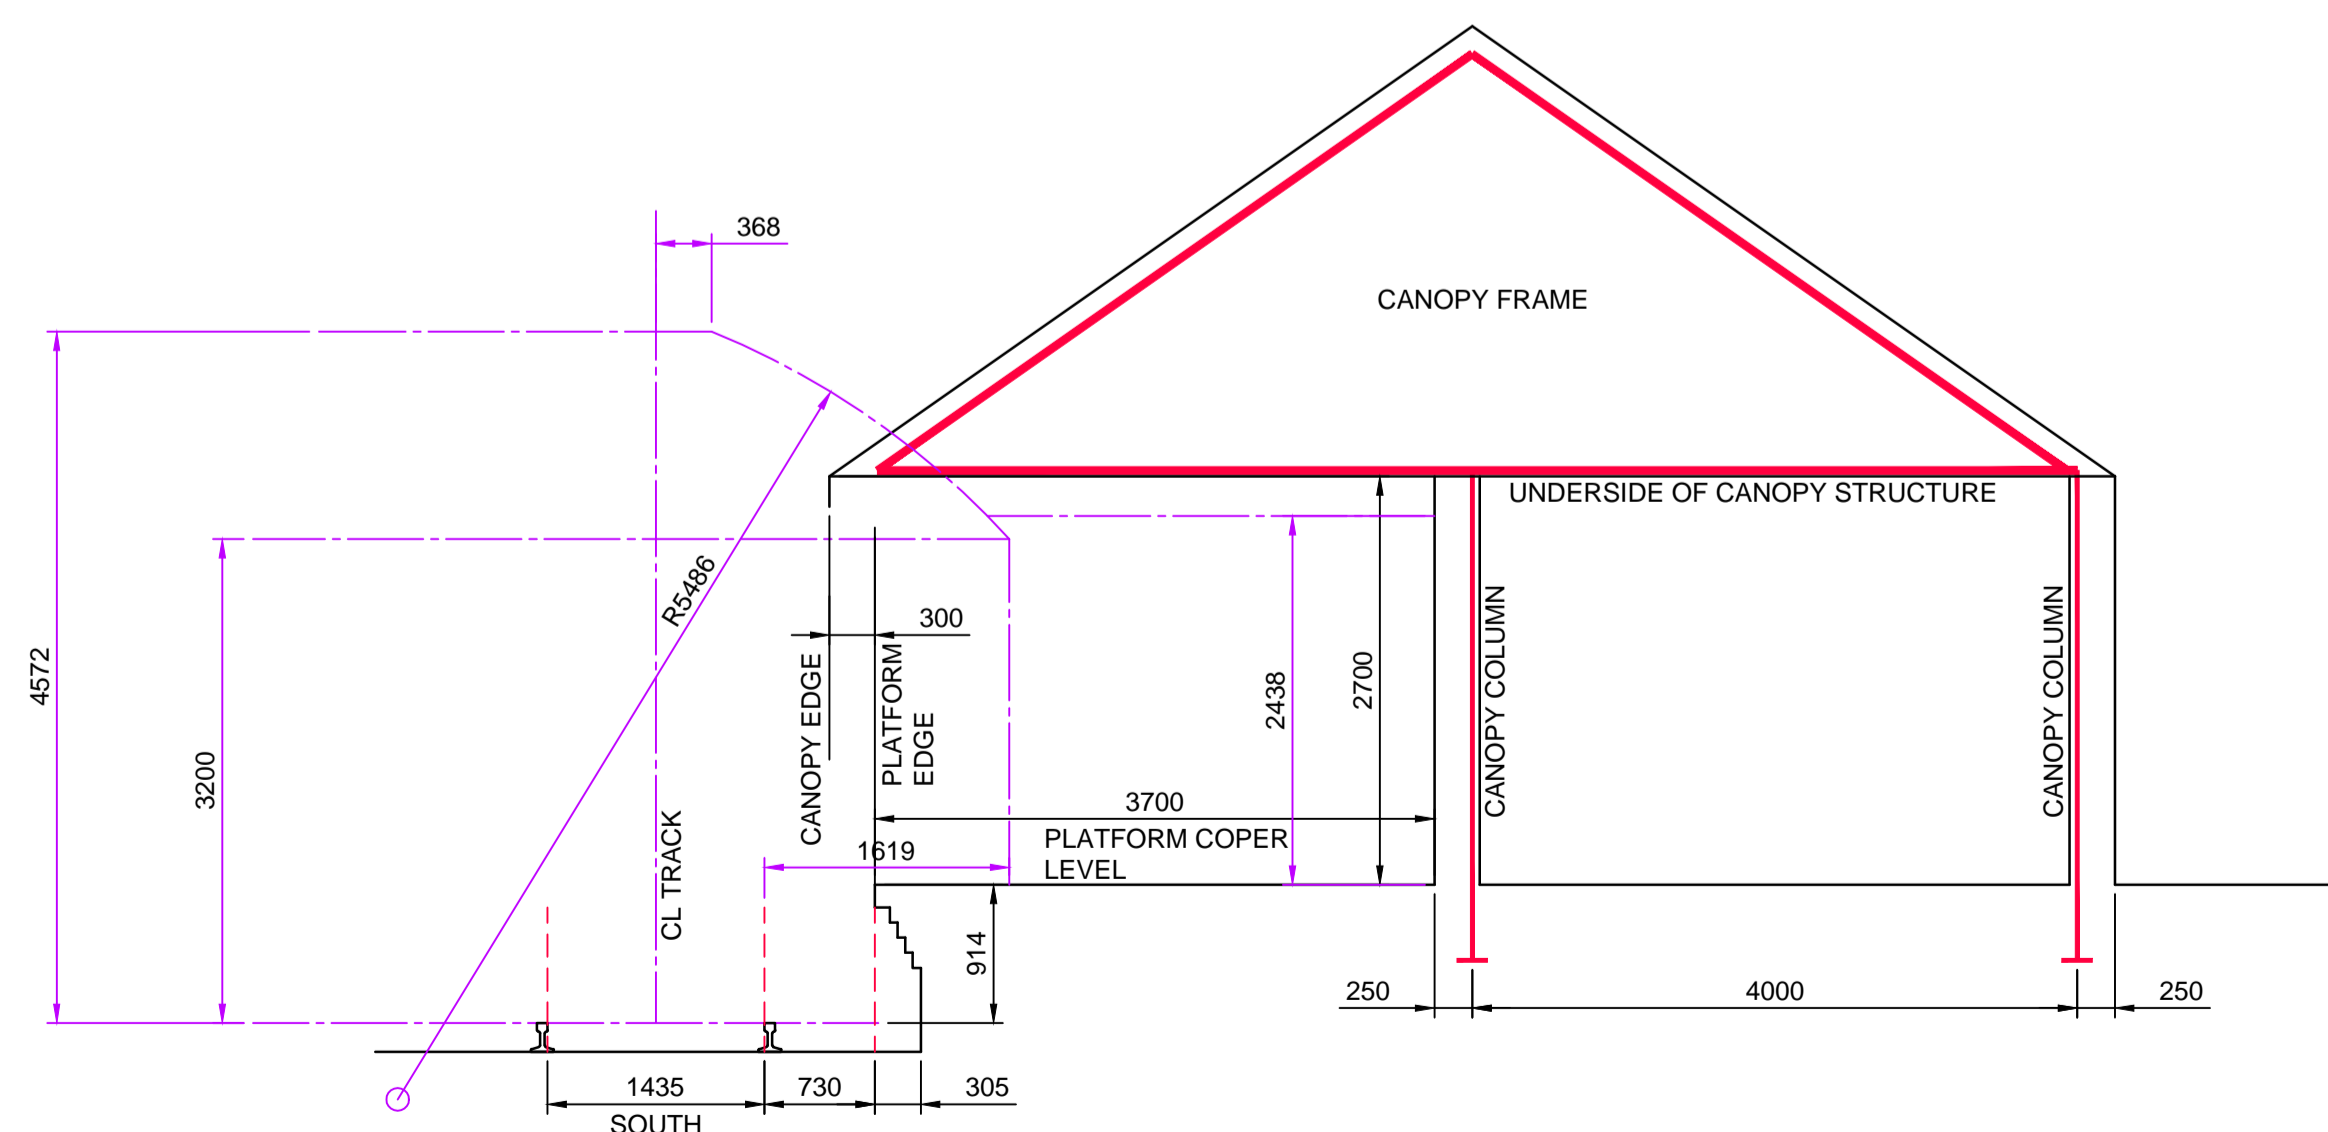 368
CANOPY FRAME
UNDERSIDE OF CANOPY STRUCTURE
R5486
300
4572
3200
CANOPY EDGE
PLATFORM
EDGE
2438
2700
CANOPY COLUMN
CANOPY COLUMN
3700
PLATFORM COPER
LEVEL
1619
CL TRACK
914
250
4000
250
1435
730
305
SOUTH